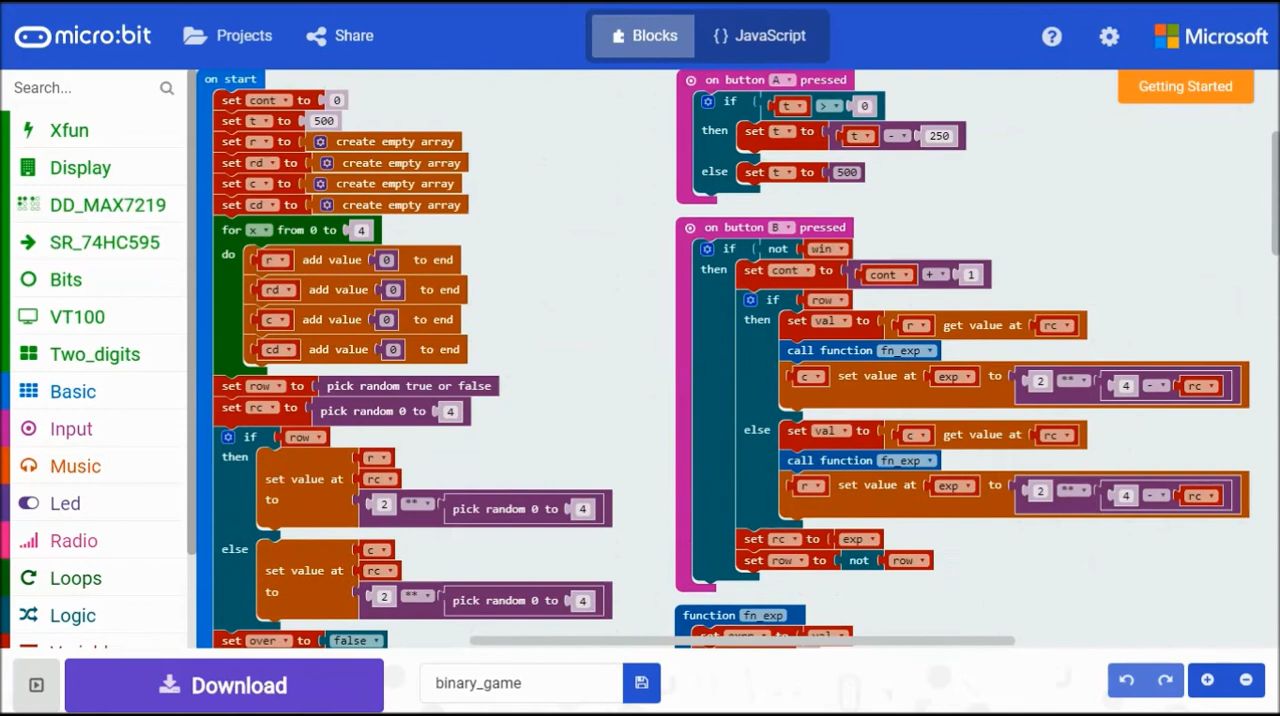 micro:bit Projects Share Blocks {} JavaScript ? Microsoft
Search...
Xfun
Display
DD_MAX7219
SR_74HC595
Bits
VT100
Two_digits
Basic
Input
Music
Led
Radio
Loops
Logic
on start
set cont to 0
set t to 500
set r to create empty array
set rd to create empty array
set c to create empty array
set cd to create empty array
for x from 0 to 4
do
r add value 0 to end
rd add value 0 to end
c add value 0 to end
cd add value 0 to end
set row to pick random true or false
set rc to pick random 0 to 4
if row
then
r
set value at rc
to 2 ** pick random 0 to 4
else
c
set value at rc
to 2 ** pick random 0 to 4
set over to false
on button A pressed
if t > 0
then set t to t - 250
else set t to 500
on button B pressed
if not win
then set cont to cont + 1
if row
then set val to r get value at rc
call function fn_exp
c set value at exp to 2 ** 4 - rc
else set val to c get value at rc
call function fn_exp
r set value at exp to 2 ** 4 - rc
set rc to exp
set row to not row
function fn_exp
Getting Started
Download
binary_game